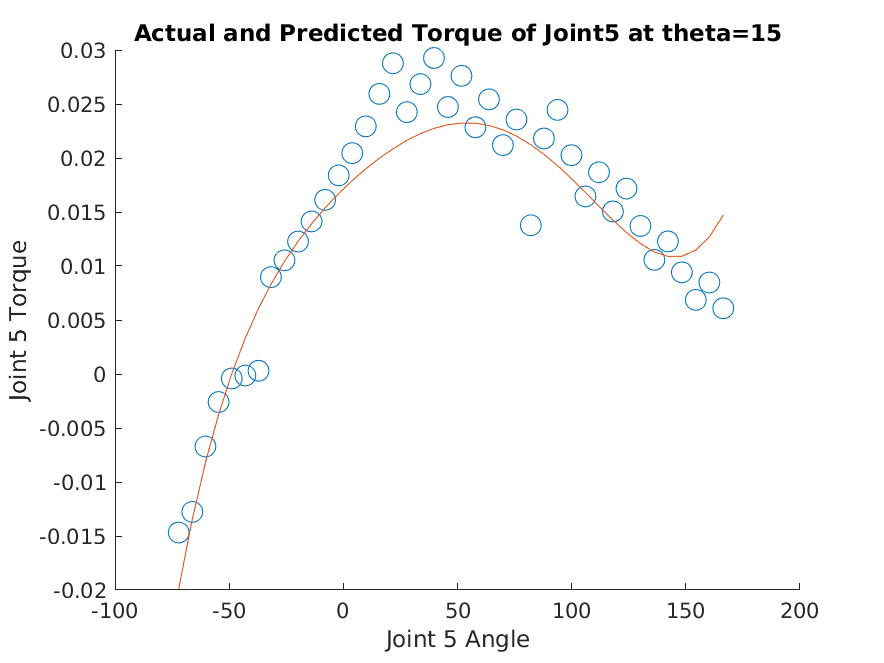 Actual and Predicted Torque of Joint5 at theta=15
0.03
0.025
0.02
0.015
0.01
0.005
0
-0.005
-0.01
-0.015
-0.02
Joint 5 Torque
-100 -50 0 50 100 150 200
Joint 5 Angle